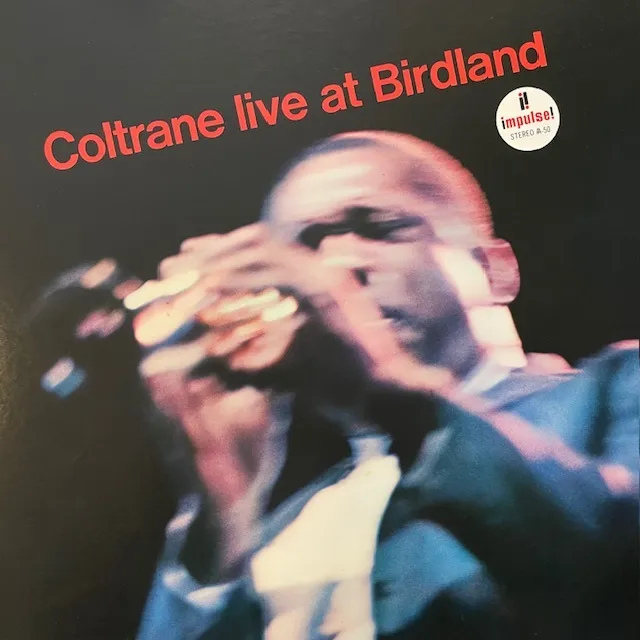 Coltrane live at Birdland
i!
impulse!
STEREO A-50